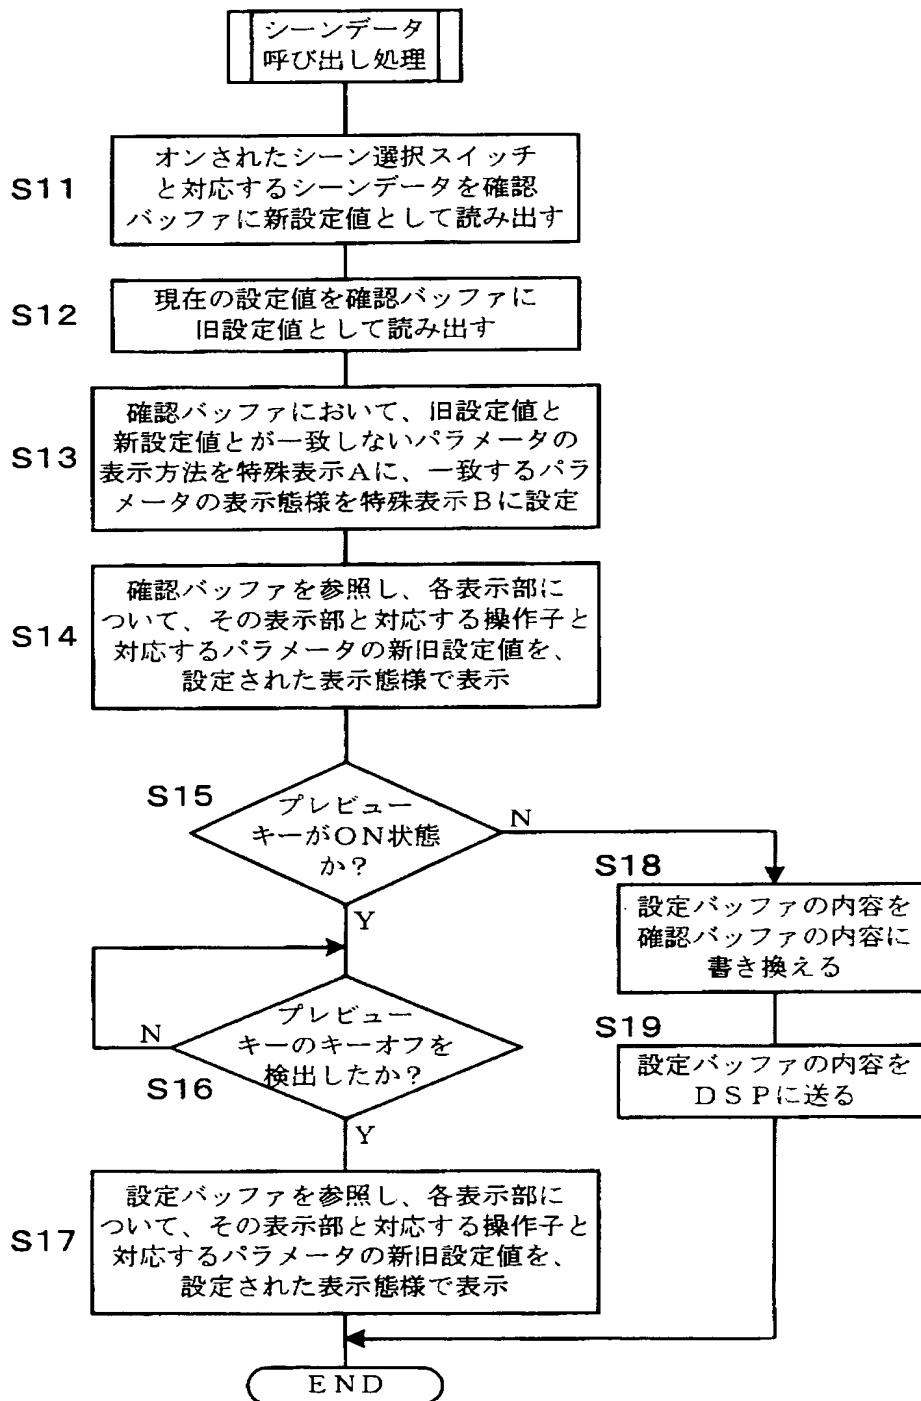 シーンデータ
呼び出し処理
S11
オンされたシーン選択スイッチ
と対応するシーンデータを確認
バッファに新設定値として読み出す
S12
現在の設定値を確認バッファに
旧設定値として読み出す
S13
確認バッファにおいて、旧設定値と
新設定値とが一致しないパラメータの
表示方法を特殊表示Aに、一致するパラ
メータの表示態様を特殊表示Bに設定
S14
確認バッファを参照し、各表示部に
ついて、その表示部と対応する操作子と
対応するパラメータの新旧設定値を、
設定された表示態様で表示
S15
プレビュー
キーがON状態
か?
N
Y
S18
設定バッファの内容を
確認バッファの内容に
書き換える
S16
プレビュー
キーのキーオフを
検出したか?
N
Y
S19
設定バッファの内容を
DSPに送る
S17
設定バッファを参照し、各表示部に
ついて、その表示部と対応する操作子と
対応するパラメータの新旧設定値を、
設定された表示態様で表示
END